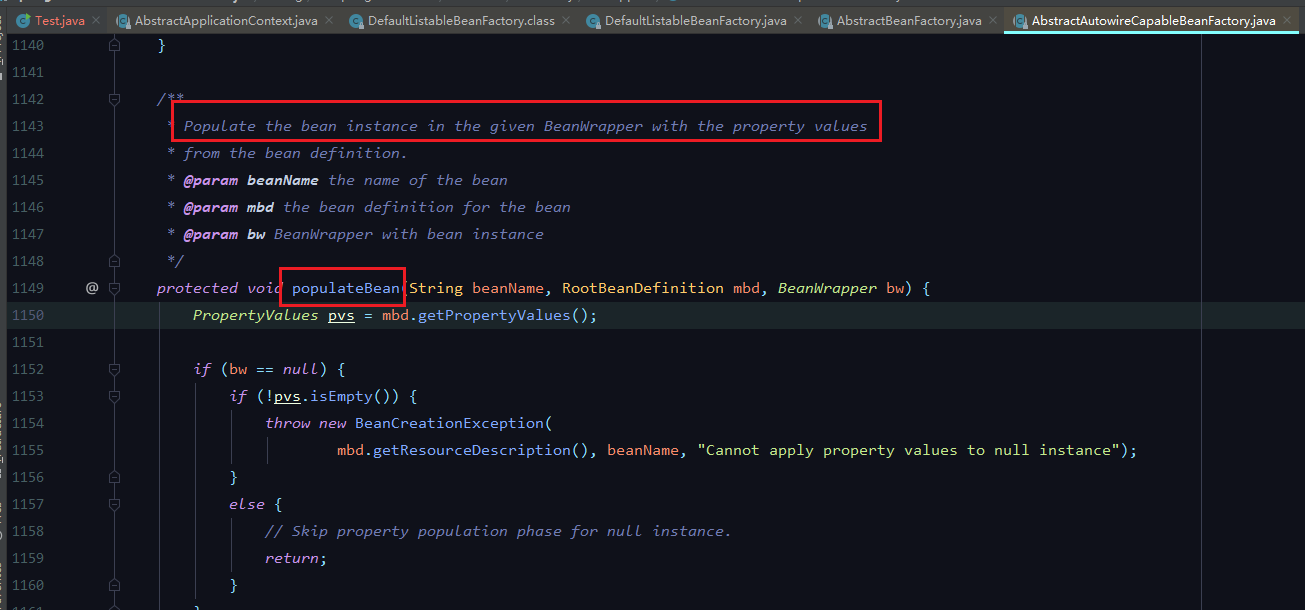 Test.java AbstractApplicationContext.java DefaultListableBeanFactory.class DefaultListableBeanFactory.java AbstractBeanFactory.java AbstractAutowireCapableBeanFactory.java
1140 }
1141
1142 /**
1143 * Populate the bean instance in the given BeanWrapper with the property values
1144 * from the bean definition.
1145 * @param beanName the name of the bean
1146 * @param mbd the bean definition for the bean
1147 * @param bw BeanWrapper with bean instance
1148 */
1149 @ protected void populateBean(String beanName, RootBeanDefinition mbd, BeanWrapper bw) {
1150 PropertyValues pvs = mbd.getPropertyValues();
1151
1152 if (bw == null) {
1153 if (!pvs.isEmpty()) {
1154 throw new BeanCreationException(
1155 mbd.getResourceDescription(), beanName, "Cannot apply property values to null instance");
1156 }
1157 else {
1158 // Skip property population phase for null instance.
1159 return;
1160 }